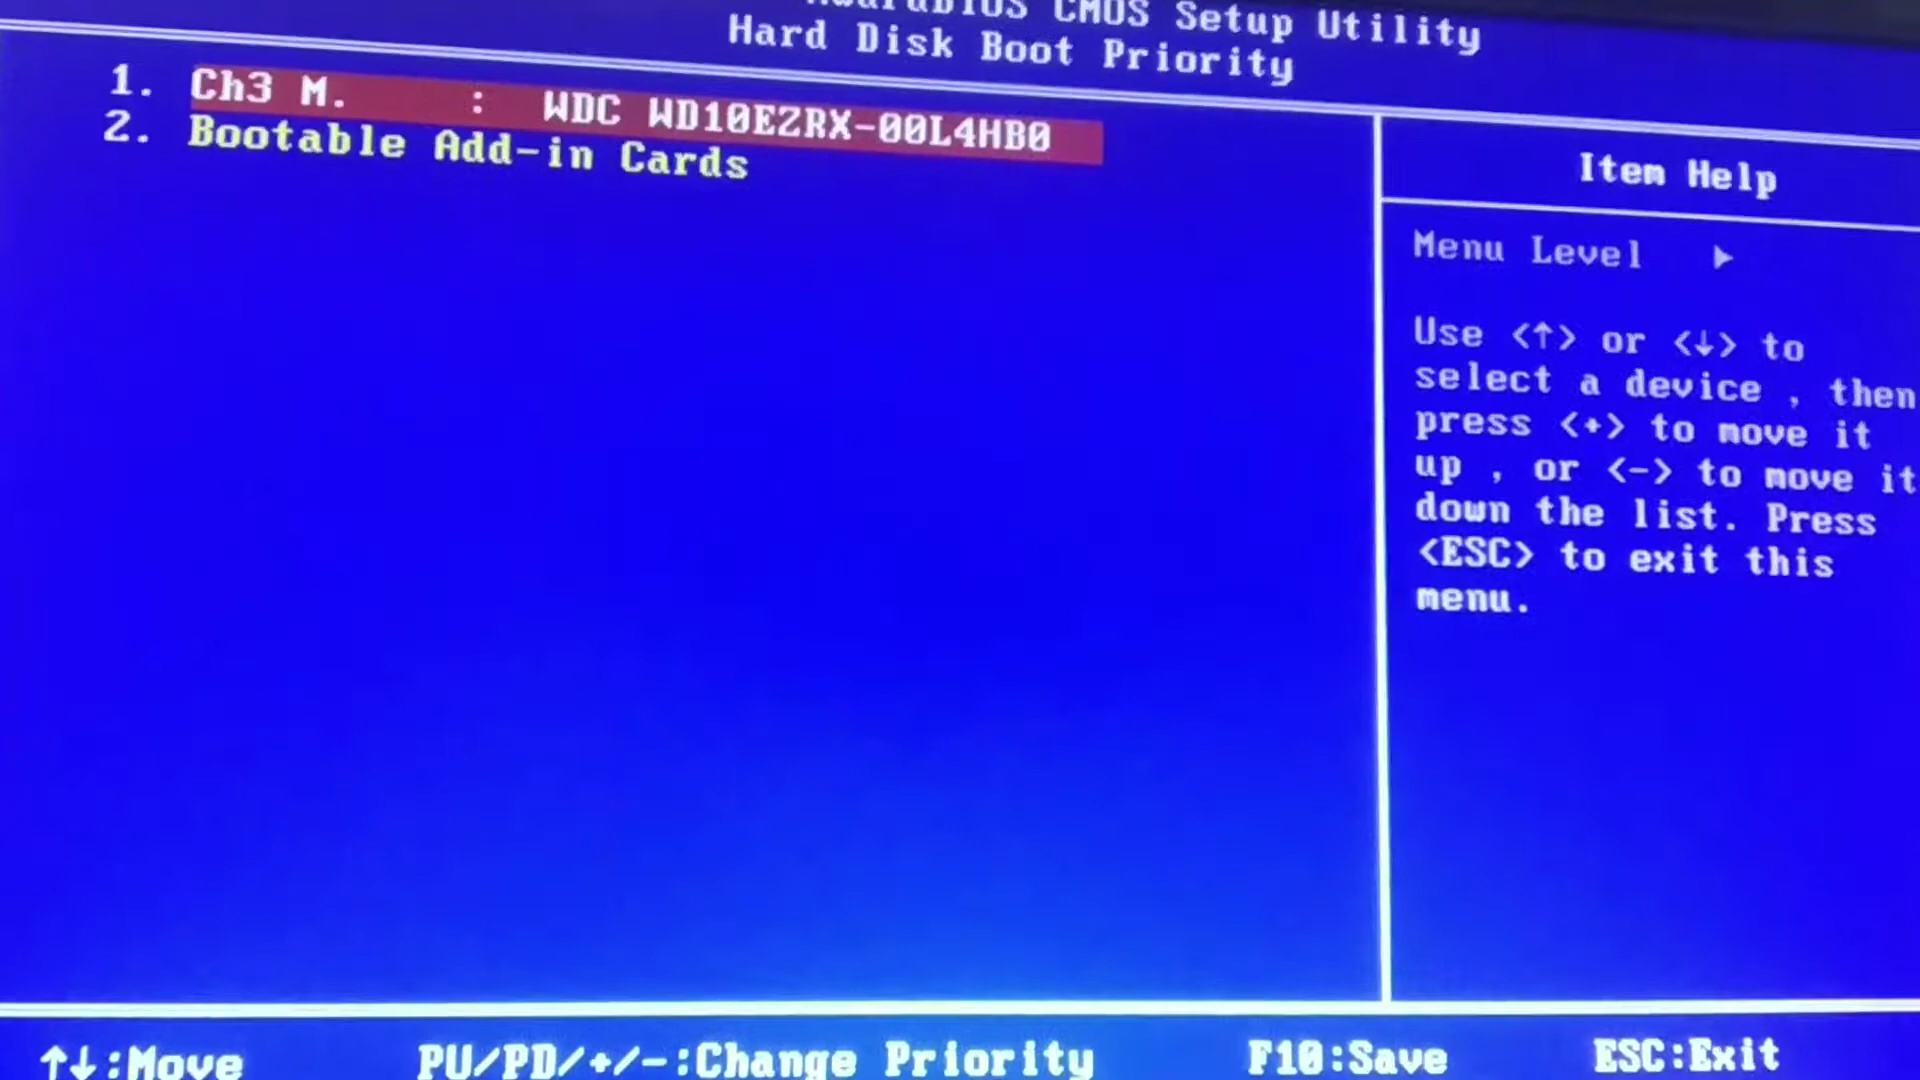 CMOS Setup Utility
Hard Disk Boot Priority
1. Ch3 M. : WDC WD10EZRX-00L4HB0
2. Bootable Add-in Cards
Item Help
Menu Level ►
Use <↑> or <↓> to
select a device , then
press <+> to move it
up , or <-> to move it
down the list. Press
<ESC> to exit this
menu.
↑↓:Move PU/PD/+/-:Change Priority F10:Save ESC:Exit